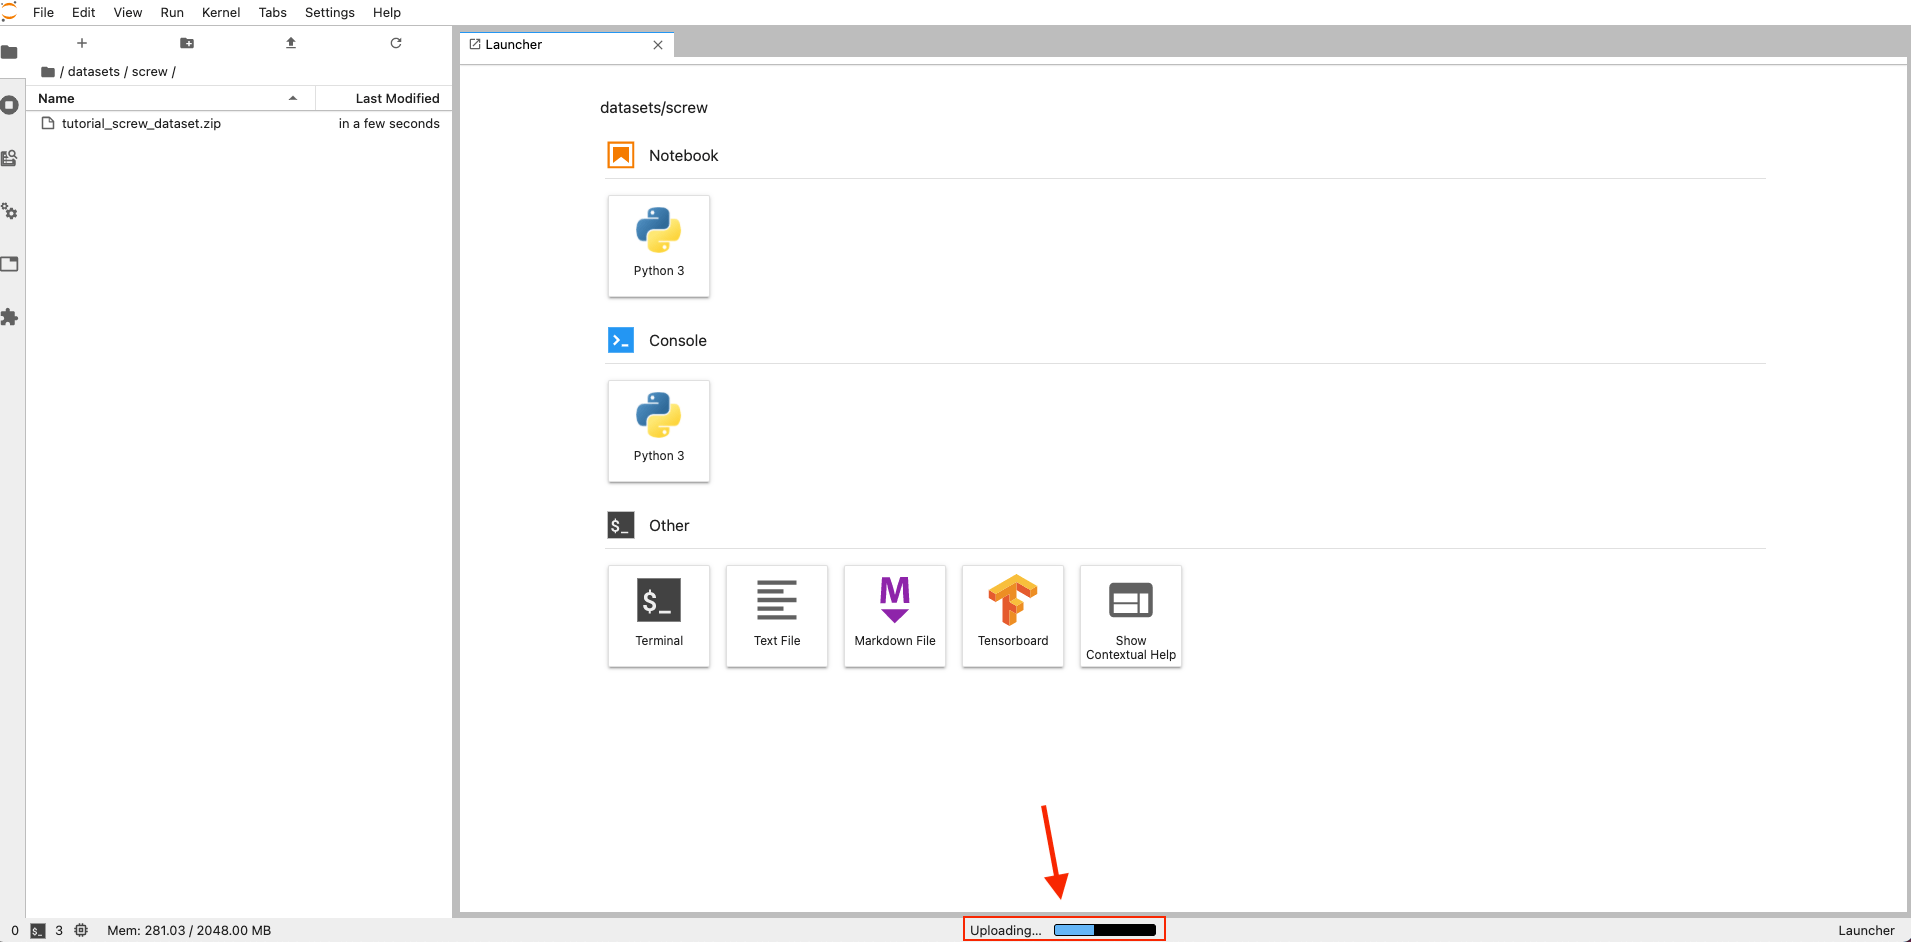 File Edit View Run Kernel Tabs Settings Help
/ datasets / screw /
Name Last Modified
tutorial_screw_dataset.zip in a few seconds
Launcher
datasets/screw
Notebook
Python 3
Console
Python 3
$_ Other
$_
Terminal
Text File
M
Markdown File
Tensorboard
Show
Contextual Help
0 $_ 3 Mem: 281.03 / 2048.00 MB Uploading... Launcher